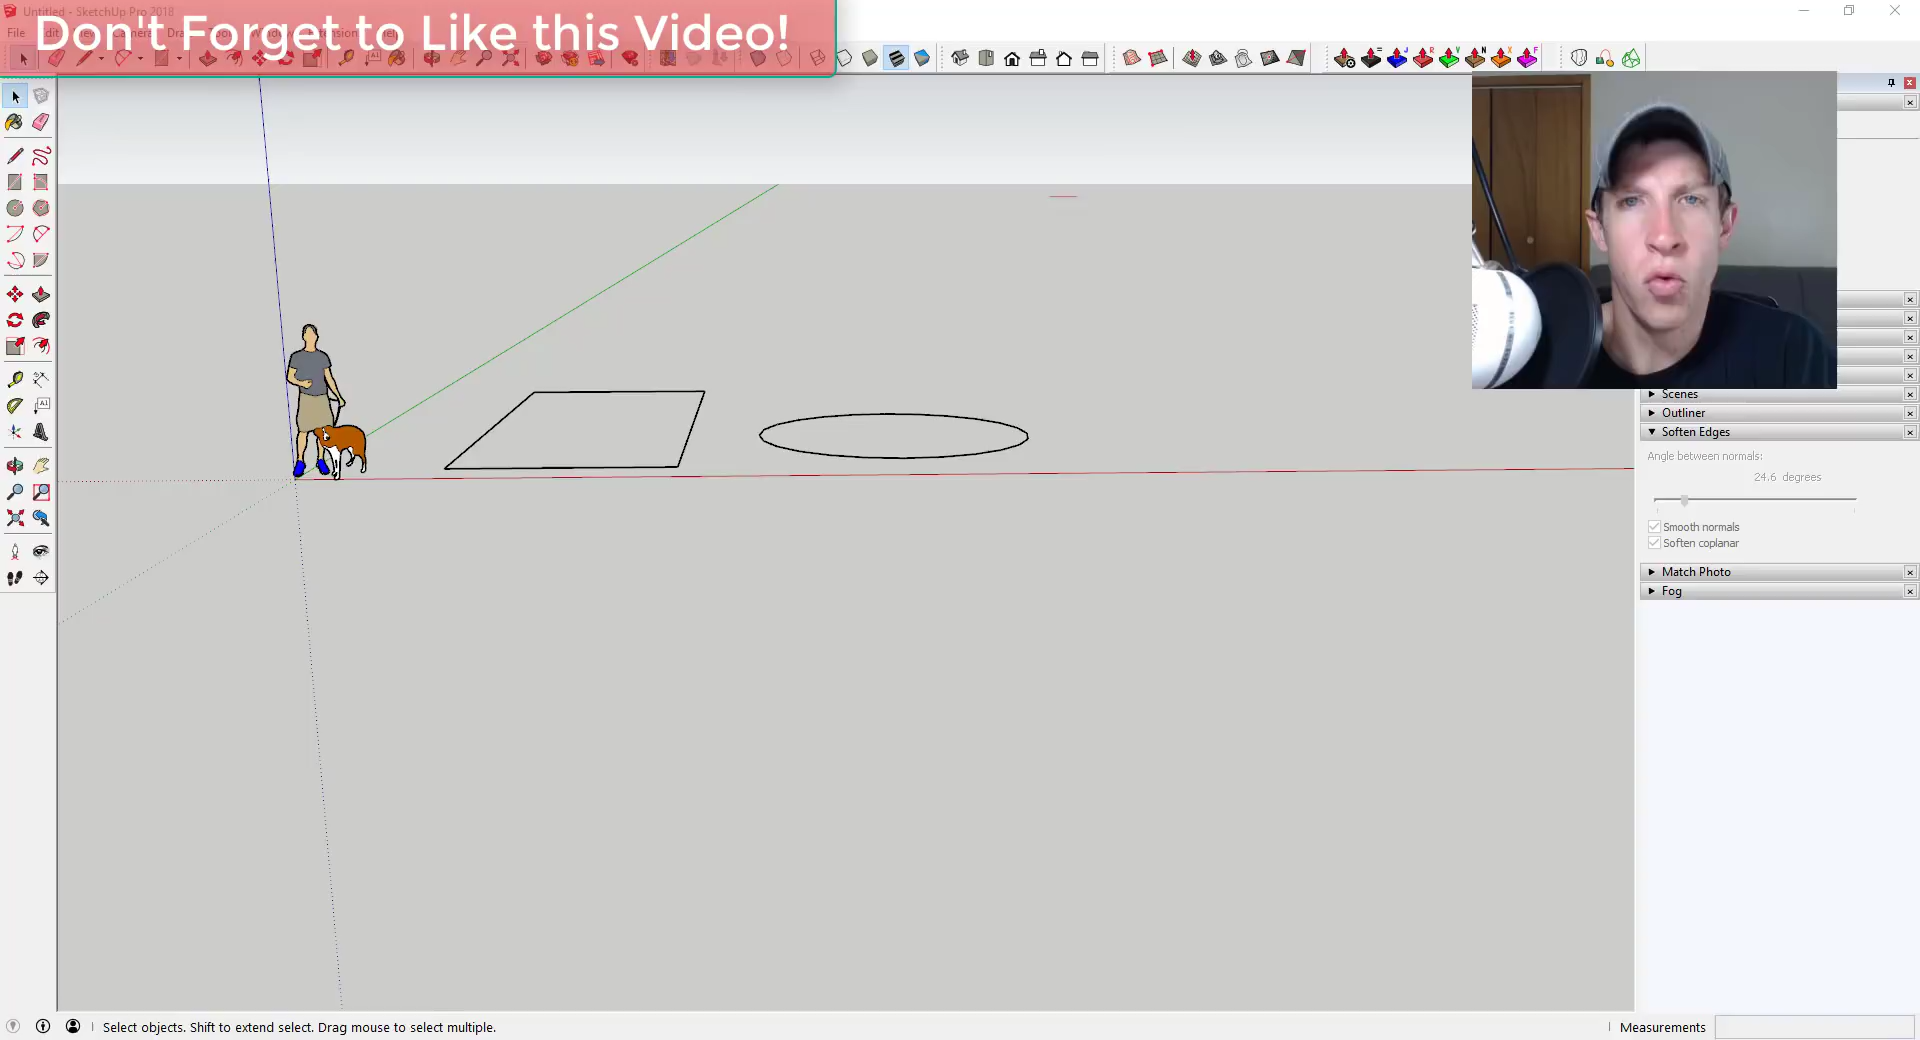 Untitled - SketchUp Pro 2018
Don't Forget to Like this Video!
File
Scenes
Outliner
Soften Edges
Angle between normals:
24.6 degrees
Smooth normals
Soften coplanar
Match Photo
Fog
Select objects. Shift to extend select. Drag mouse to select multiple.
Measurements